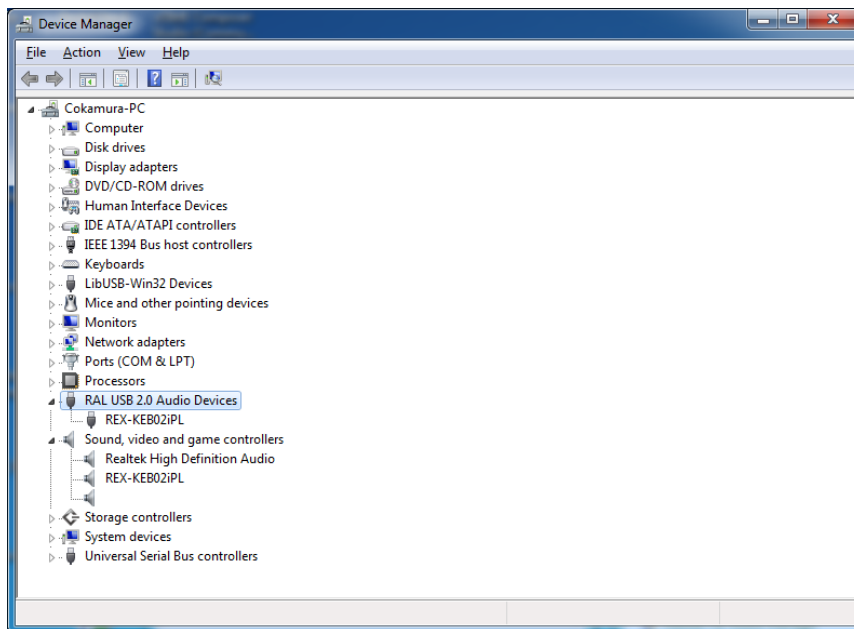 Device Manager
File Action View Help
Cokamura-PC
Computer
Disk drives
Display adapters
DVD/CD-ROM drives
Human Interface Devices
IDE ATA/ATAPI controllers
IEEE 1394 Bus host controllers
Keyboards
LibUSB-Win32 Devices
Mice and other pointing devices
Monitors
Network adapters
Ports (COM & LPT)
Processors
RAL USB 2.0 Audio Devices
REX-KEB02iPL
Sound, video and game controllers
Realtek High Definition Audio
REX-KEB02iPL
Storage controllers
System devices
Universal Serial Bus controllers